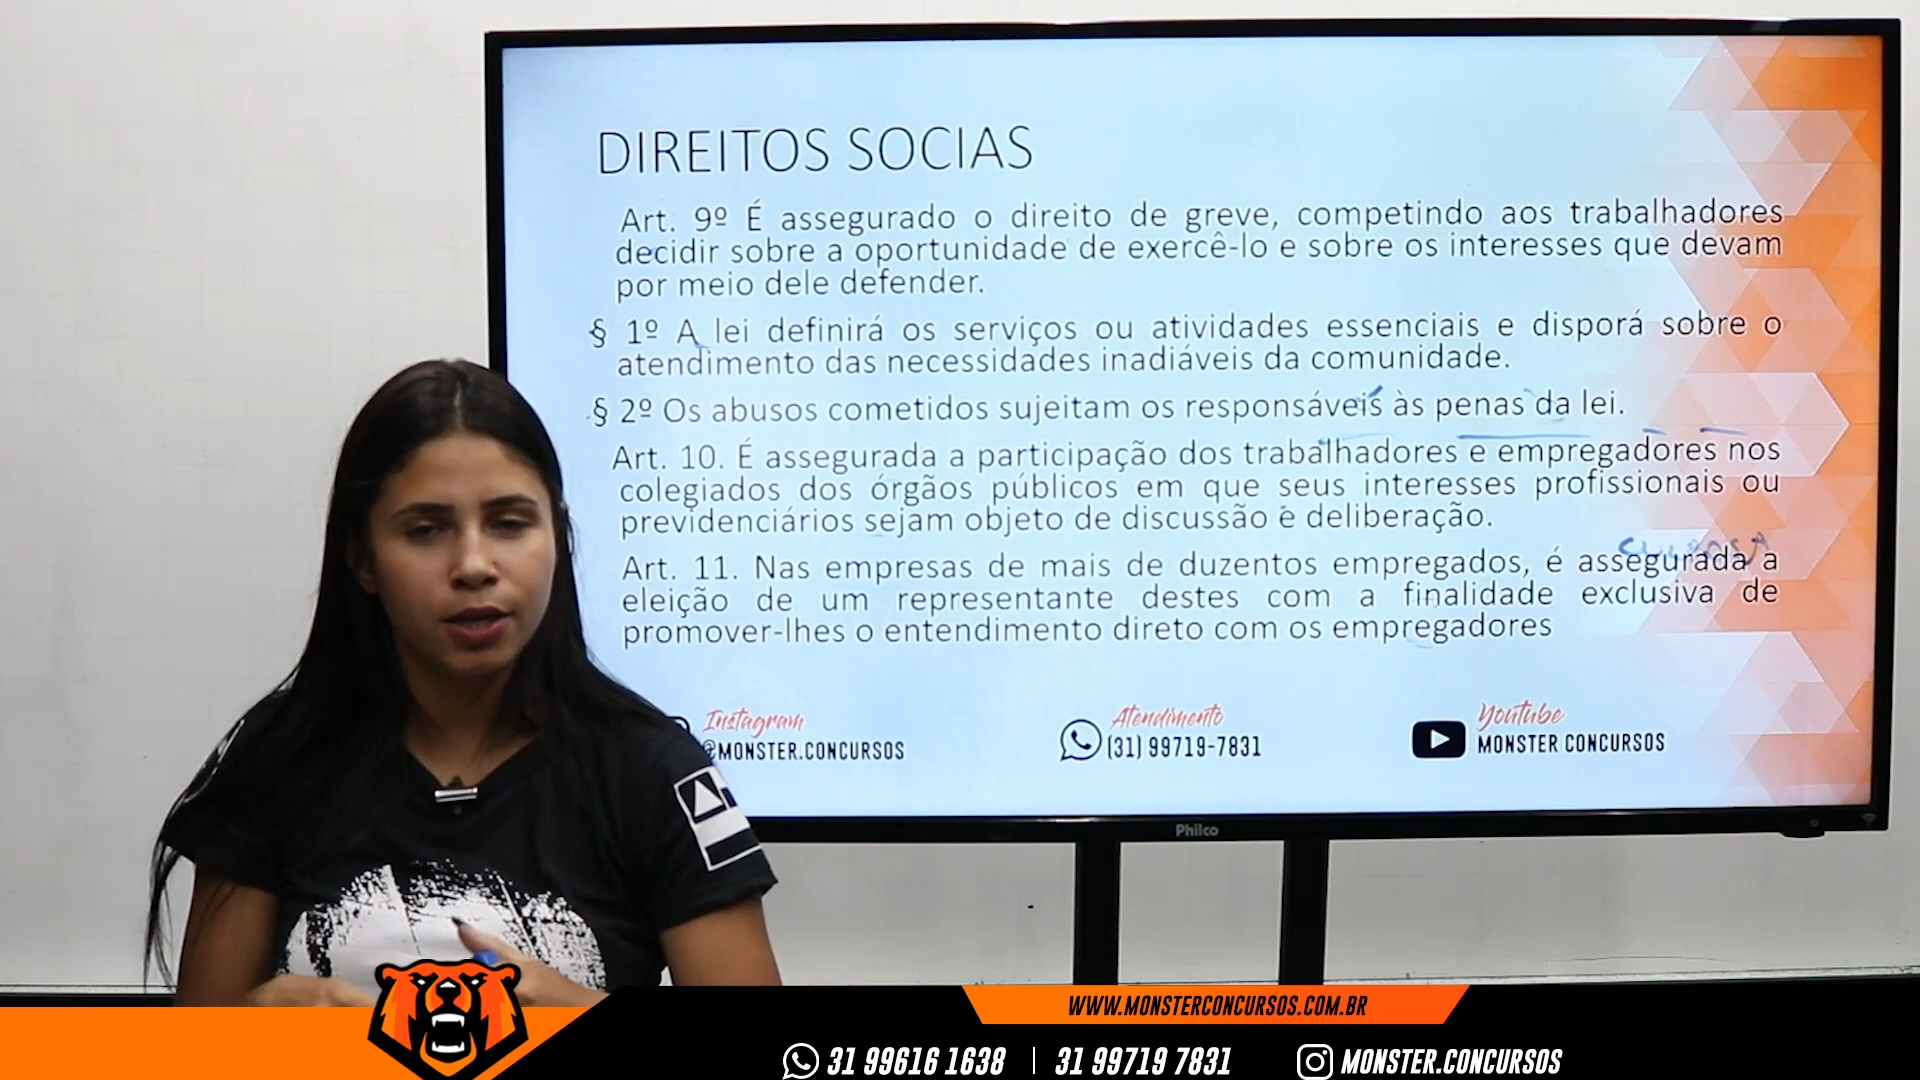 DIREITOS SOCIAS
Art. 9º É assegurado o direito de greve, competindo aos trabalhadores
decidir sobre a oportunidade de exercê-lo e sobre os interesses que devam
por meio dele defender.
§ 1º A lei definirá os serviços ou atividades essenciais e disporá sobre o
atendimento das necessidades inadiáveis da comunidade.
§ 2º Os abusos cometidos sujeitam os responsáveis às penas da lei.
Art. 10. É assegurada a participação dos trabalhadores e empregadores nos
colegiados dos órgãos públicos em que seus interesses profissionais ou
previdenciários sejam objeto de discussão e deliberação.
Art. 11. Nas empresas de mais de duzentos empregados, é assegurada a
eleição de um representante destes com a finalidade exclusiva de
promover-lhes o entendimento direto com os empregadores
Instagram
@MONSTER.CONCURSOS
Atendimento
(31) 99719-7831
Youtube
MONSTER CONCURSOS
Philco
WWW.MONSTERCONCURSOS.COM.BR
31 99616 1638 | 31 99719 7831 MONSTER.CONCURSOS